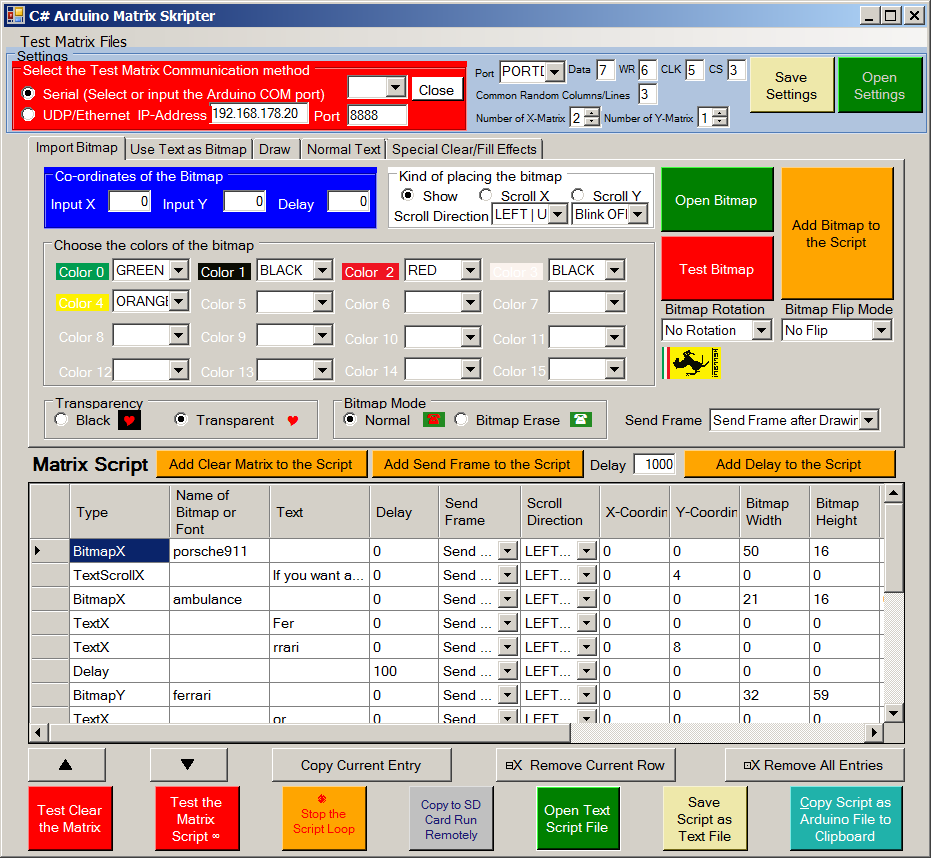 C# Arduino Matrix Skripter
Test Matrix Files
Settings
Select the Test Matrix Communication method
Serial (Select or input the Arduino COM port)
Close
UDP/Ethernet IP-Address 192.168.178.20 Port 8888
Port PORTD Data 7 WR 6 CLK 5 CS 3
Common Random Columns/Lines 3
Number of X-Matrix 2 Number of Y-Matrix 1
Save
Settings
Open
Settings
Import Bitmap Use Text as Bitmap Draw Normal Text Special Clear/Fill Effects
Co-ordinates of the Bitmap
Input X 0 Input Y 0 Delay 0
Kind of placing the bitmap
Show Scroll X Scroll Y
Scroll Direction LEFT | U Blink OFI
Open Bitmap
Test Bitmap
Add Bitmap to
the Script
Choose the colors of the bitmap
Color 0 GREEN Color 1 BLACK Color 2 RED Color 3 BLACK
Color 4 ORANGE Color 5 Color 6 Color 7
Color 8 Color 9 Color 10 Color 11
Color 12 Color 13 Color 14 Color 15
Bitmap Rotation Bitmap Flip Mode
No Rotation No Flip
Transparency
Black Transparent
Bitmap Mode
Normal Bitmap Erase
Send Frame Send Frame after Drawin
Matrix Script Add Clear Matrix to the Script Add Send Frame to the Script Delay 1000 Add Delay to the Script
Type Name of Bitmap or Font Text Delay Send Frame Scroll Direction X-Coordin Y-Coordin Bitmap Width Bitmap Height
BitmapX porsche911 0 Send ... LEFT... 0 0 50 16
TextScrollX If you want a... 0 Send ... LEFT... 0 4 0 0
BitmapX ambulance 0 Send ... LEFT... 0 0 21 16
TextX Fer 0 Send ... LEFT... 0 0 0 0
TextX rrari 0 Send ... LEFT... 0 8 0 0
Delay 100 Send ... LEFT... 0 0 0 0
BitmapY ferrari 0 Send ... LEFT... 0 0 32 59
TextX or 0 Send LEFT 0 0 0 0
Copy Current Entry X Remove Current Row X Remove All Entries
Test Clear
the Matrix
Test the
Matrix
Script ∞
Stop the
Script Loop
Copy to SD
Card Run
Remotely
Open Text
Script File
Save
Script as
Text File
Copy Script as
Arduino File to
Clipboard